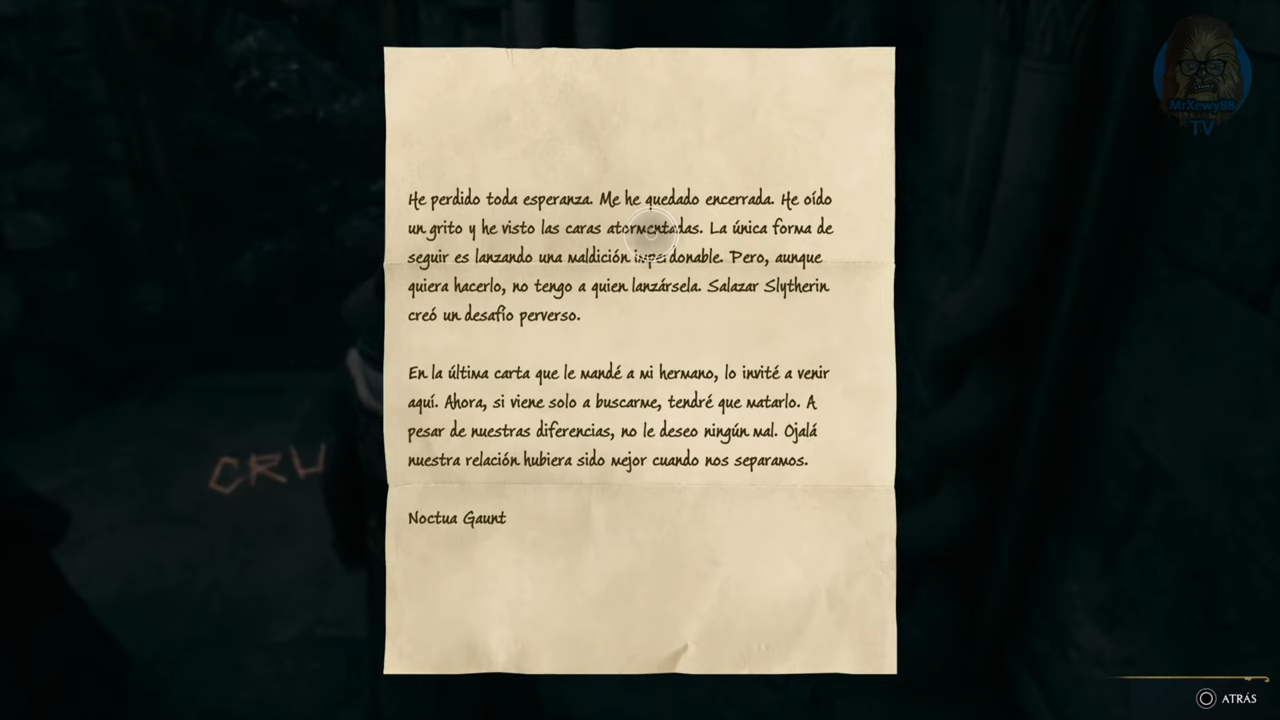 MrXewy88
TV
He perdido toda esperanza. Me he quedado encerrada. He oído
un grito y he visto las caras atormentadas. La única forma de
seguir es lanzando una maldición imperdonable. Pero, aunque
quiera hacerlo, no tengo a quien lanzársela. Salazar Slytherin
creó un desafío perverso.
En la última carta que le mandé a mi hermano, lo invité a venir
aquí. Ahora, si viene solo a buscarme, tendré que matarlo. A
pesar de nuestras diferencias, no le deseo ningún mal. Ojalá
nuestra relación hubiera sido mejor cuando nos separamos.
Noctua Gaunt
CRU
ATRÁS